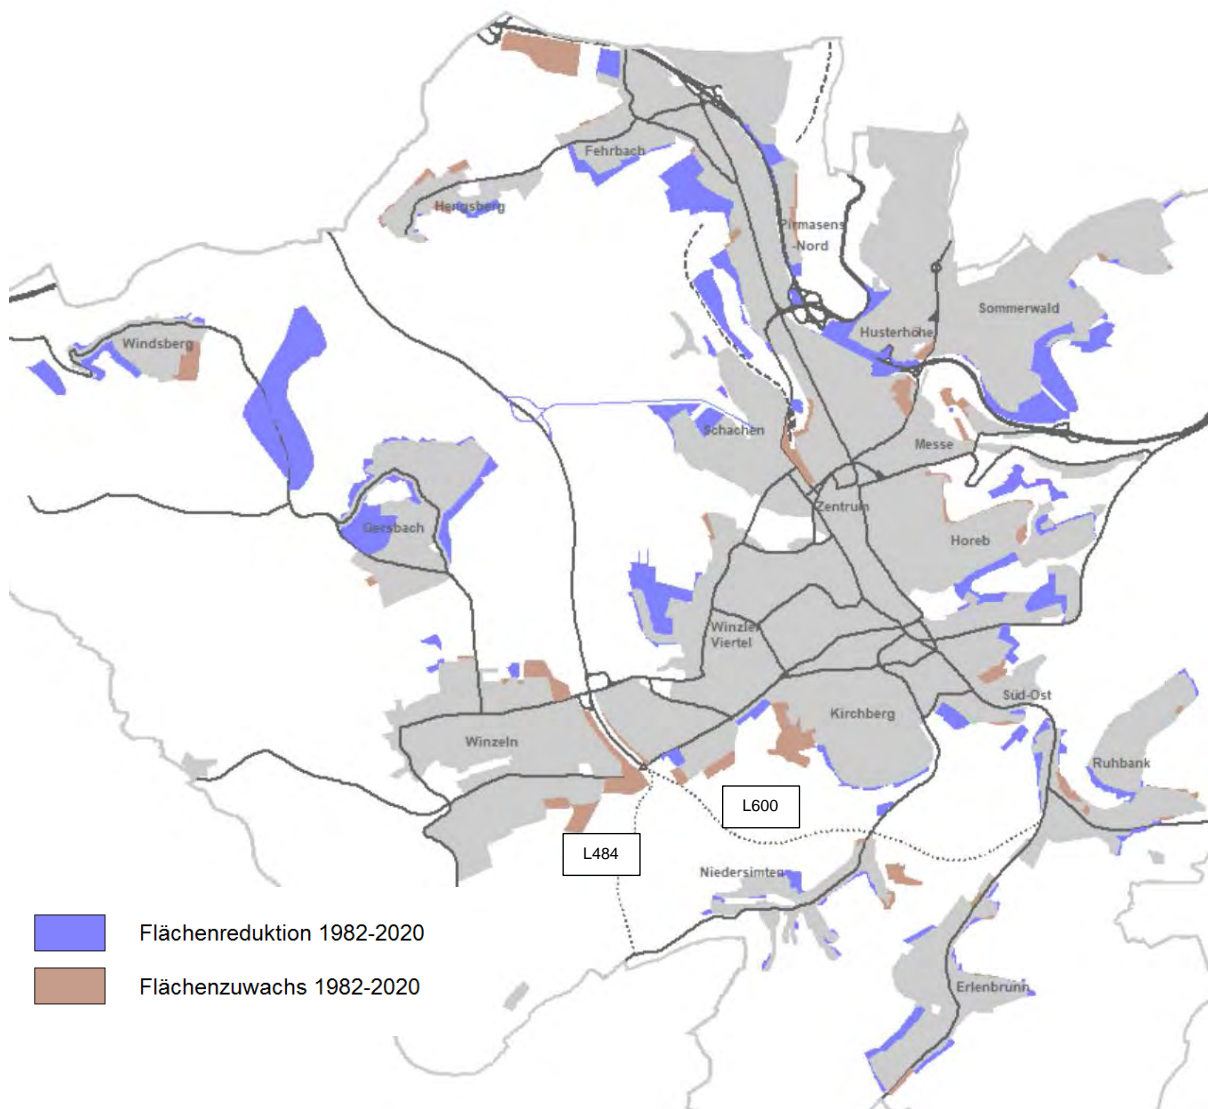 Fehrbach
Hengsberg
Pirmasens
-Nord
Sommerwald
Husterhöhe
Windsberg
Schachen
Messe
Zentrum
Gersbach
Horeb
Winzler
Viertel
Süd-Ost
Kirchberg
Winzeln
Ruhbank
L600
L484
Niedersimten
Erlenbrunn
Flächenreduktion 1982-2020
Flächenzuwachs 1982-2020